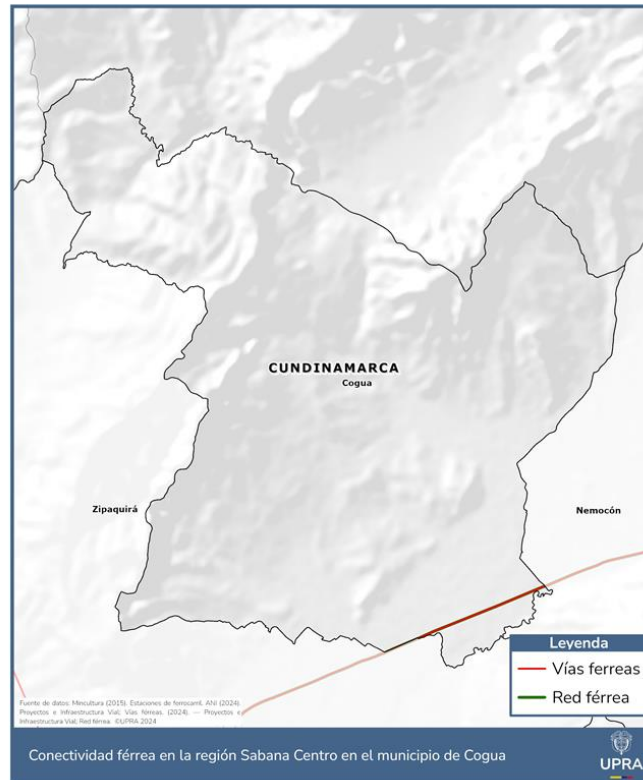 CUNDINAMARCA
Cogua
Zipaquirá
Nemocón
Leyenda
Vías ferreas
Red férrea
Fuente de datos: Mincultura (2015). Estaciones de ferrocarril. ANI (2024).
Proyectos e Infraestructura Vial; Vías férreas. (2024). — Proyectos e
Infraestructura Vial; Red férrea. ©UPRA 2024
Conectividad férrea en la región Sabana Centro en el municipio de Cogua
UPRA